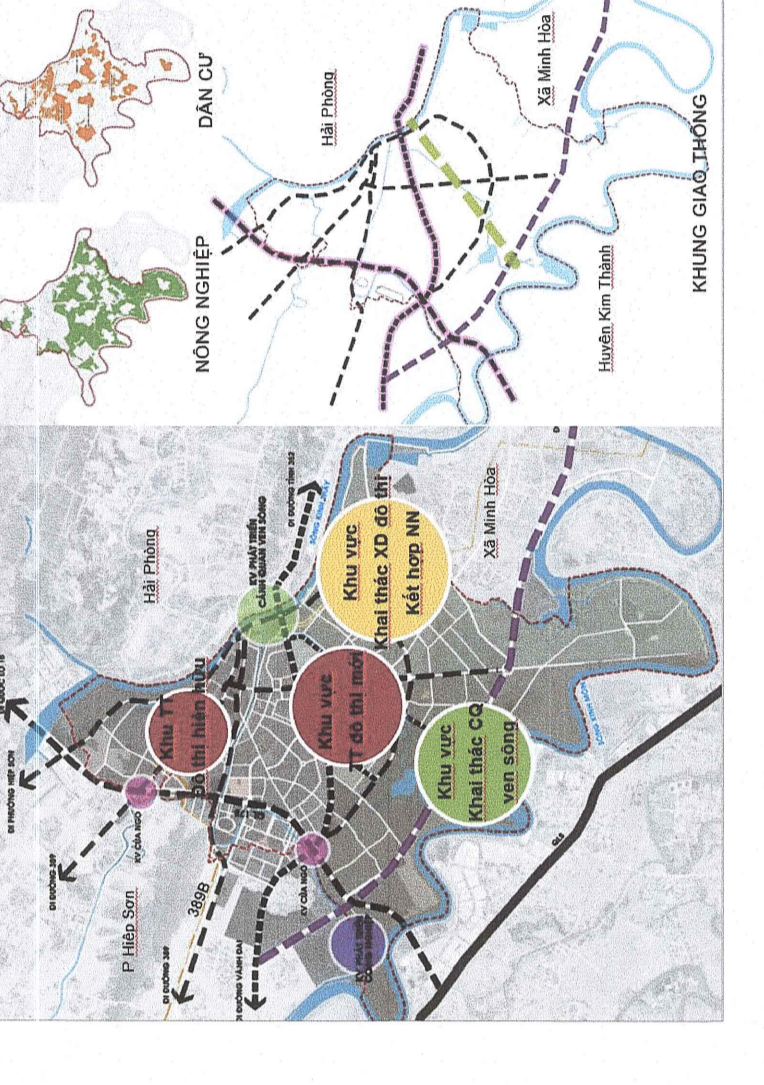 DÂN CƯ
NÔNG NGHIỆP
Hải Phòng
Xã Minh Hòa
Huyện Kim Thành
KHUNG GIAO THÔNG
ĐI PHƯỜNG HIỆP SƠN
ĐI ĐƯỜNG 389
P Hiệp Sơn
389B
ĐI ĐƯỜNG 389
ĐI ĐƯỜNG VÀNH ĐAI
KV CỬA NGÕ
KV CỬA NGÕ
Hải Phòng
KV PHÁT TRIỂN
CẢNH QUAN VEN SÔNG
ĐI ĐƯỜNG TỈNH 352
Khu TT
Đô thị hiện hữu
Khu vực
TT đô thị mới
Khu vực
Khai thác XD đô thị
Kết hợp NN
Khu vực
Khai thác CQ
ven sông
Xã Minh Hòa
QL5